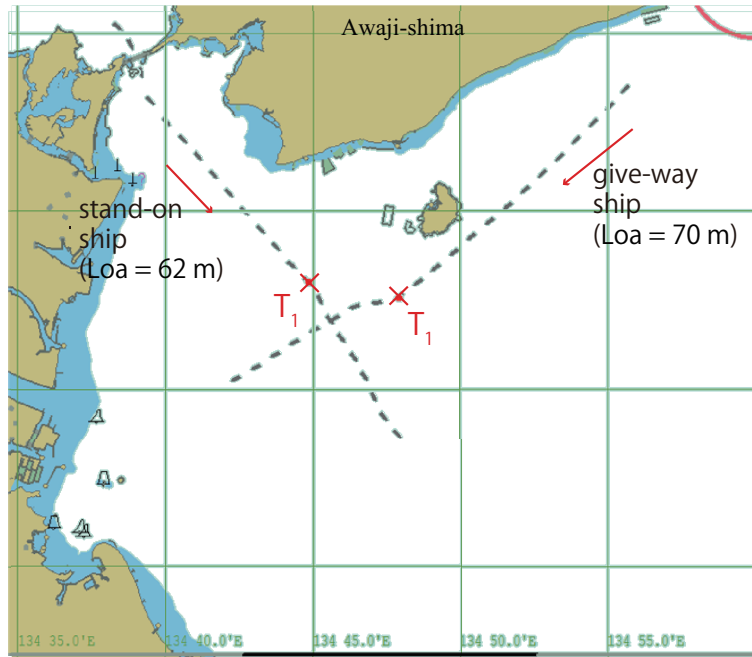 Awaji-shima
give-way
ship
(Loa = 70 m)
stand-on
ship
(Loa = 62 m)
T₁
T₁
134 35.0'E
134 40.0'E
134 45.0'E
134 50.0'E
134 55.0'E